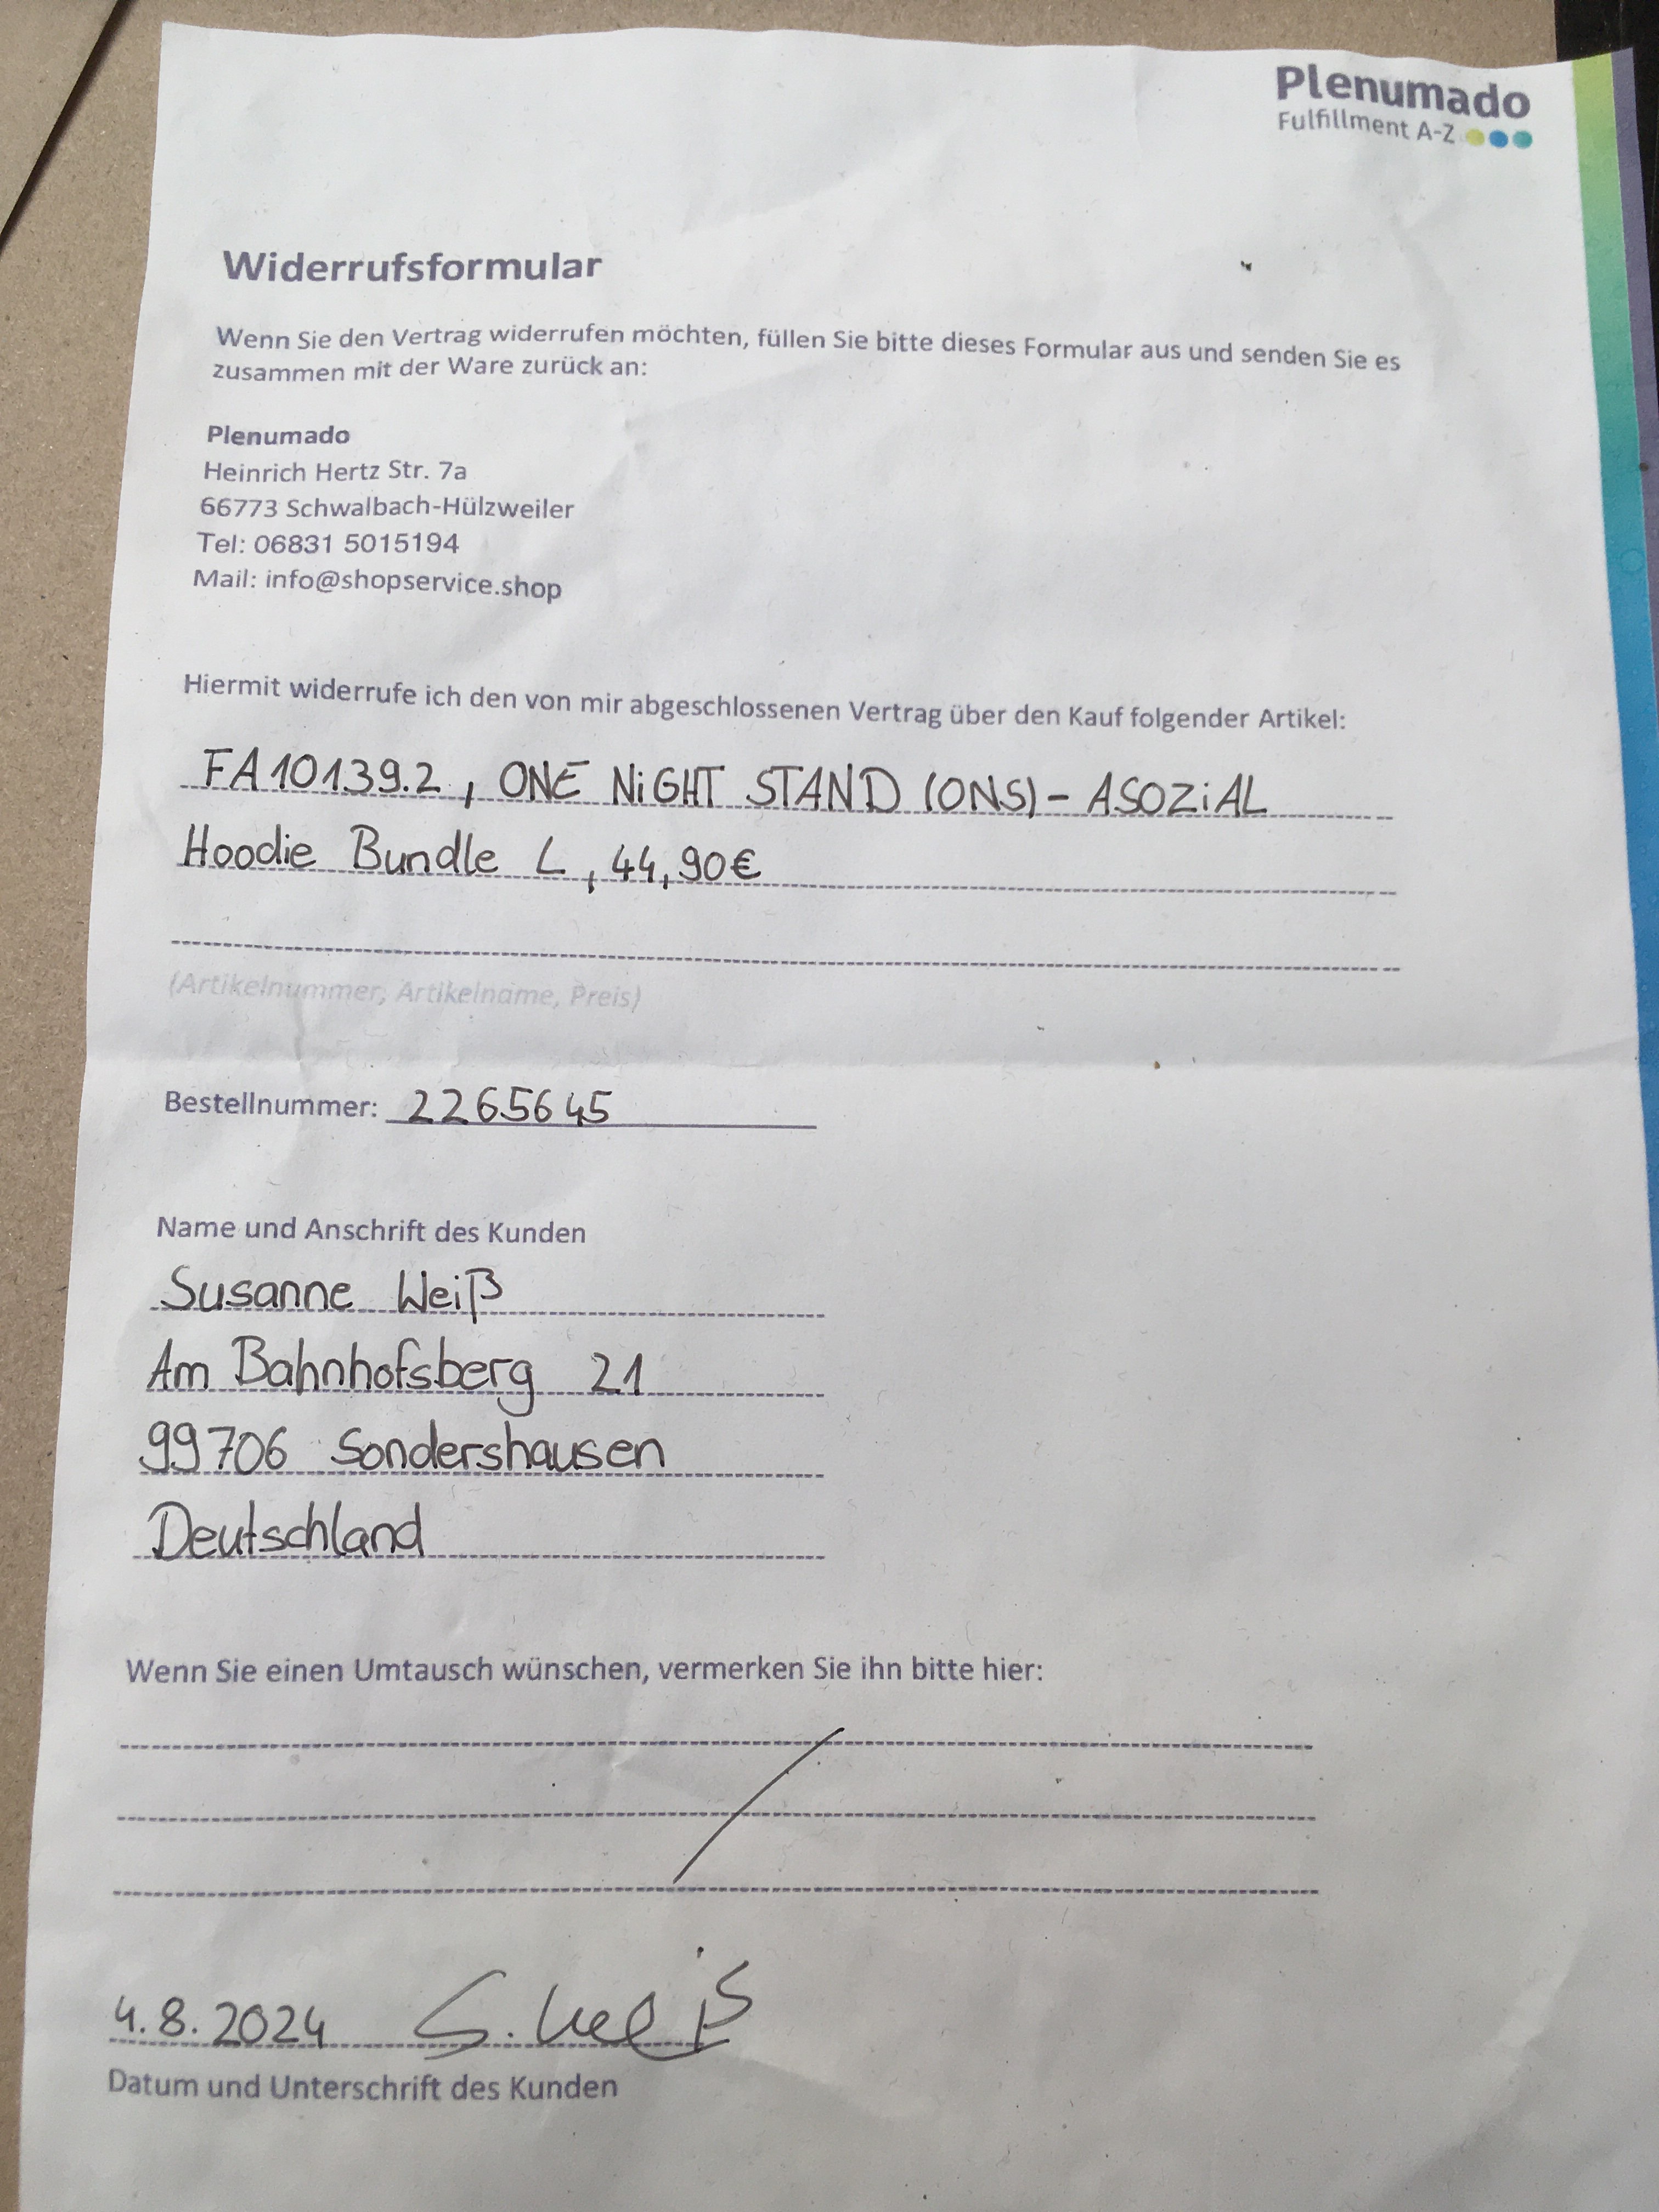 Plenumado
Fulfillment A-Z
Widerrufsformular
Wenn Sie den Vertrag widerrufen möchten, füllen Sie bitte dieses Formular aus und senden Sie es
zusammen mit der Ware zurück an:
Plenumado
Heinrich Hertz Str. 7a
66773 Schwalbach-Hülzweiler
Tel: 06831 5015194
Mail: info@shopservice.shop
Hiermit widerrufe ich den von mir abgeschlossenen Vertrag über den Kauf folgender Artikel:
FA10139.2, ONE NiGHT STAND (ONS) - ASOZiAL
Hoodie Bundle L, 44,90€
(Artikelnummer, Artikelname, Preis)
Bestellnummer: 2265645
Name und Anschrift des Kunden
Susanne Weiß
Am Bahnhofsberg 21
99706 Sondershausen
Deutschland
Wenn Sie einen Umtausch wünschen, vermerken Sie ihn bitte hier:
4.8.2024 S. Weiß
Datum und Unterschrift des Kunden